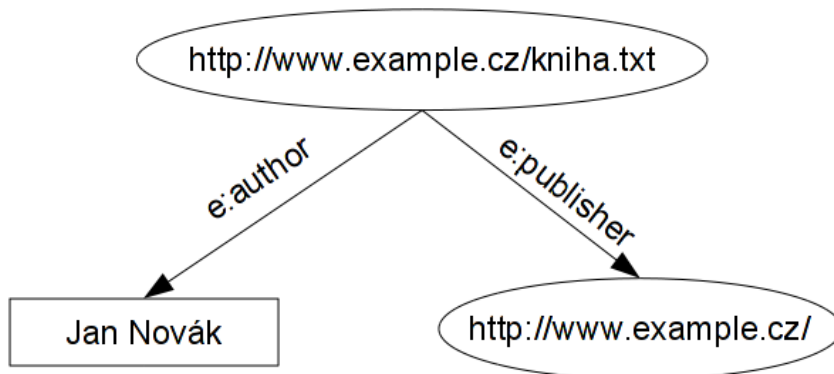 http://www.example.cz/kniha.txt
e:author
e:publisher
Jan Novák
http://www.example.cz/